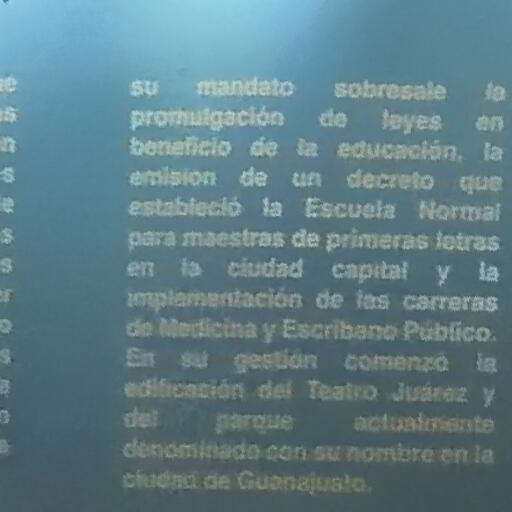 su mandato sobresale la
promulgación de leyes en
beneficio de la educación, la
emisión de un decreto que
estableció la Escuela Normal
para maestras de primeras letras
en la ciudad capital y la
implementación de las carreras
de Medicina y Escribano Público.
En su gestión comenzó la
edificación del Teatro Juárez y
del parque actualmente
denominado con su nombre en la
ciudad de Guanajuato.